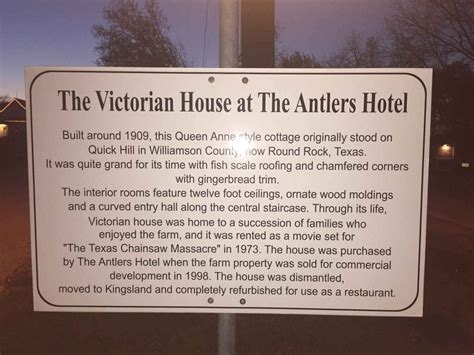 The Victorian House at The Antlers Hotel
Built around 1909, this Queen Anne style cottage originally stood on
Quick Hill in Williamson County, now Round Rock, Texas.
It was quite grand for its time with fish scale roofing and chamfered corners
with gingerbread trim.
The interior rooms feature twelve foot ceilings, ornate wood moldings
and a curved entry hall along the central staircase. Through its life,
Victorian house was home to a succession of families who
enjoyed the farm, and it was rented as a movie set for
"The Texas Chainsaw Massacre" in 1973. The house was purchased
by The Antlers Hotel when the farm property was sold for commercial
development in 1998. The house was dismantled,
moved to Kingsland and completely refurbished for use as a restaurant.